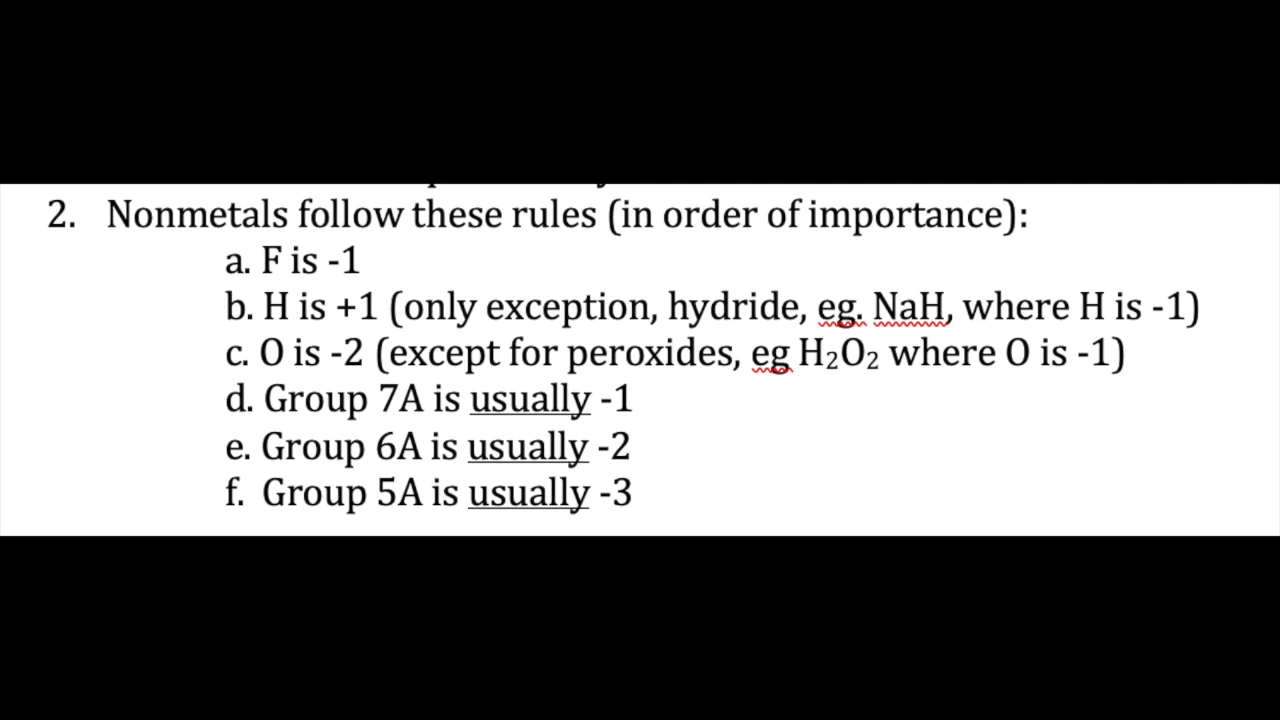 2. Nonmetals follow these rules (in order of importance):
a. F is -1
b. H is +1 (only exception, hydride, eg. NaH, where H is -1)
c. O is -2 (except for peroxides, eg H₂O₂ where O is -1)
d. Group 7A is usually -1
e. Group 6A is usually -2
f. Group 5A is usually -3